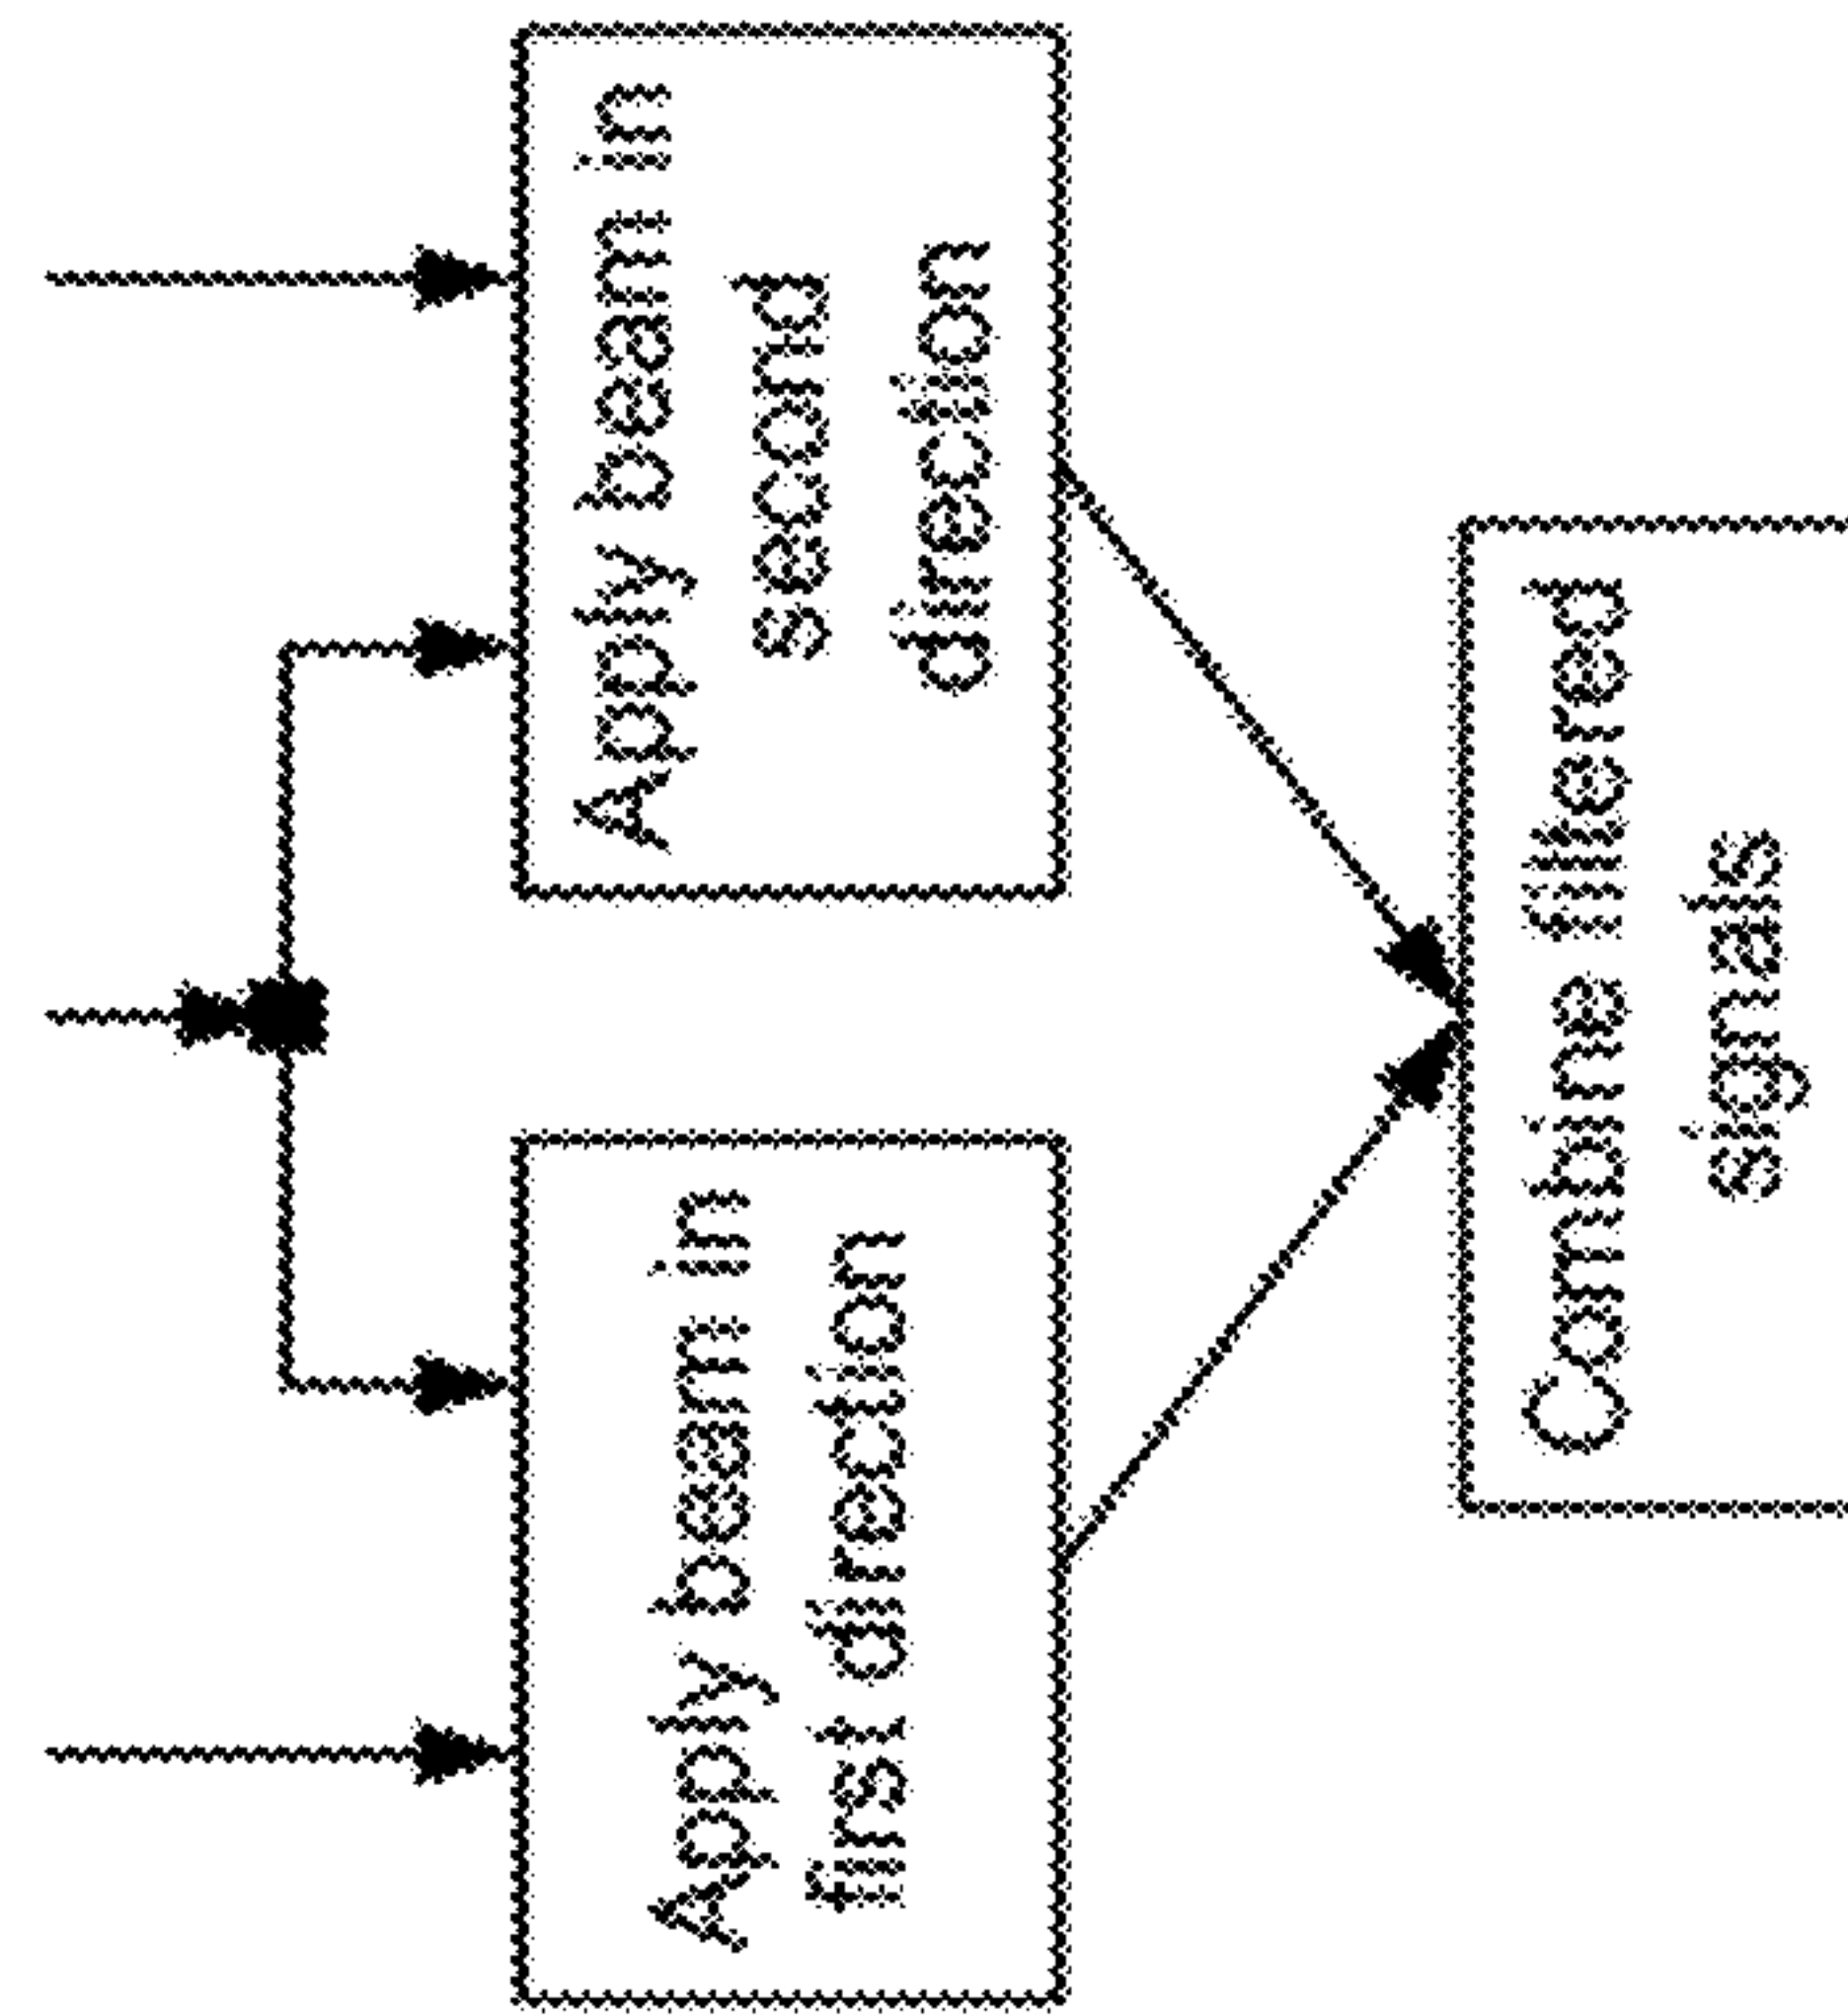 Apply beam in
first direction
Apply beam in
second
direction
Combine filtered
signals